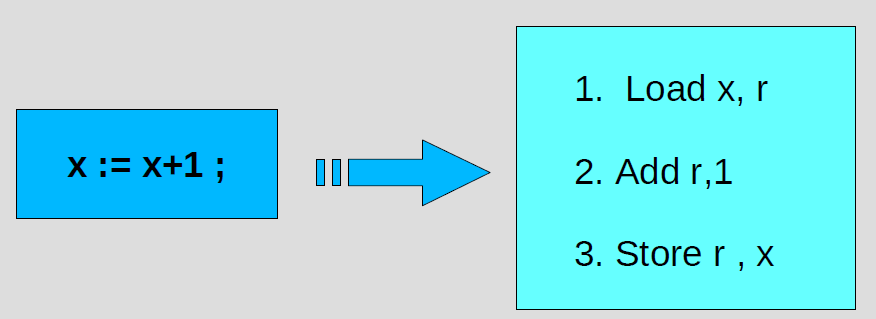 x := x+1 ;
1. Load x, r
2. Add r,1
3. Store r , x